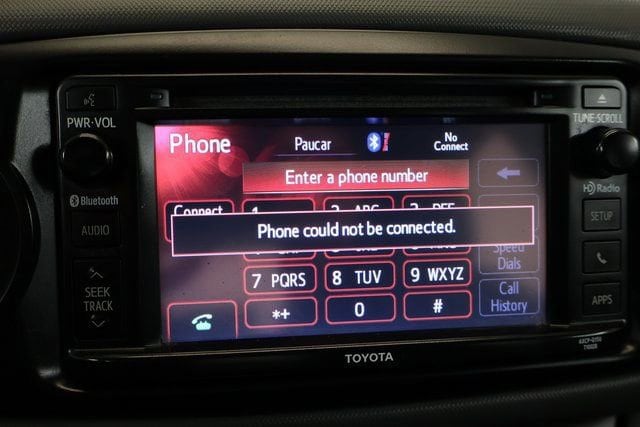 PWR•VOL
TUNE•SCROLL
Phone
Paucar
No
Connect
Enter a phone number
Bluetooth
HD Radio
AUDIO
SETUP
Phone could not be connected.
Speed
Dials
SEEK
TRACK
7 PQRS
8 TUV
9 WXYZ
Call
History
APPS
*+
0
#
TOYOTA